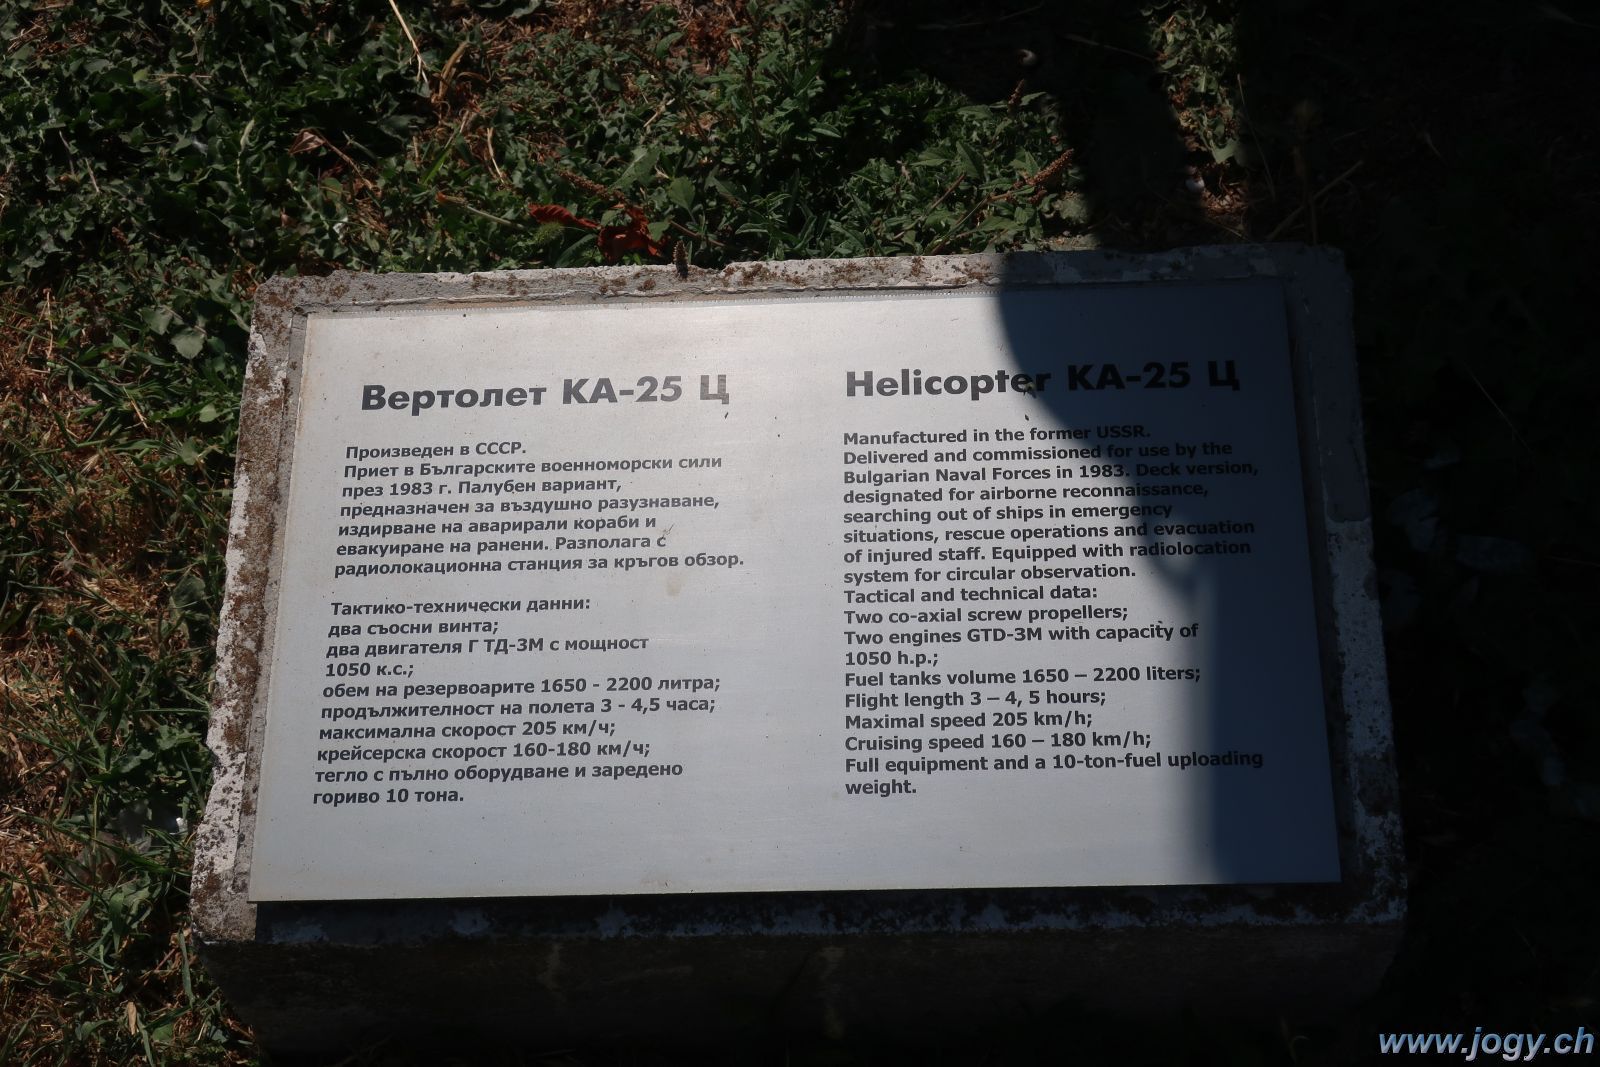 Вертолет КА-25 Ц
Произведен в СССР.
Приет в Българските военноморски сили
през 1983 г. Палубен вариант,
предназначен за въздушно разузнаване,
издирване на аварирали кораби и
евакуиране на ранени. Разполага с
радиолокационна станция за кръгов обзор.
Тактико-технически данни:
два съосни винта;
два двигателя Г ТД-3М с мощност
1050 к.с.;
обем на резервоарите 1650 - 2200 литра;
продължителност на полета 3 - 4,5 часа;
максимална скорост 205 км/ч;
крейсерска скорост 160-180 км/ч;
тегло с пълно оборудване и заредено
гориво 10 тона.
Helicopter КА-25 Ц
Manufactured in the former USSR.
Delivered and commissioned for use by the
Bulgarian Naval Forces in 1983. Deck version,
designated for airborne reconnaissance,
searching out of ships in emergency
situations, rescue operations and evacuation
of injured staff. Equipped with radiolocation
system for circular observation.
Tactical and technical data:
Two co-axial screw propellers;
Two engines GTD-3M with capacity of
1050 h.p.;
Fuel tanks volume 1650 – 2200 liters;
Flight length 3 – 4, 5 hours;
Maximal speed 205 km/h;
Cruising speed 160 – 180 km/h;
Full equipment and a 10-ton-fuel uploading
weight.
www.jogy.ch